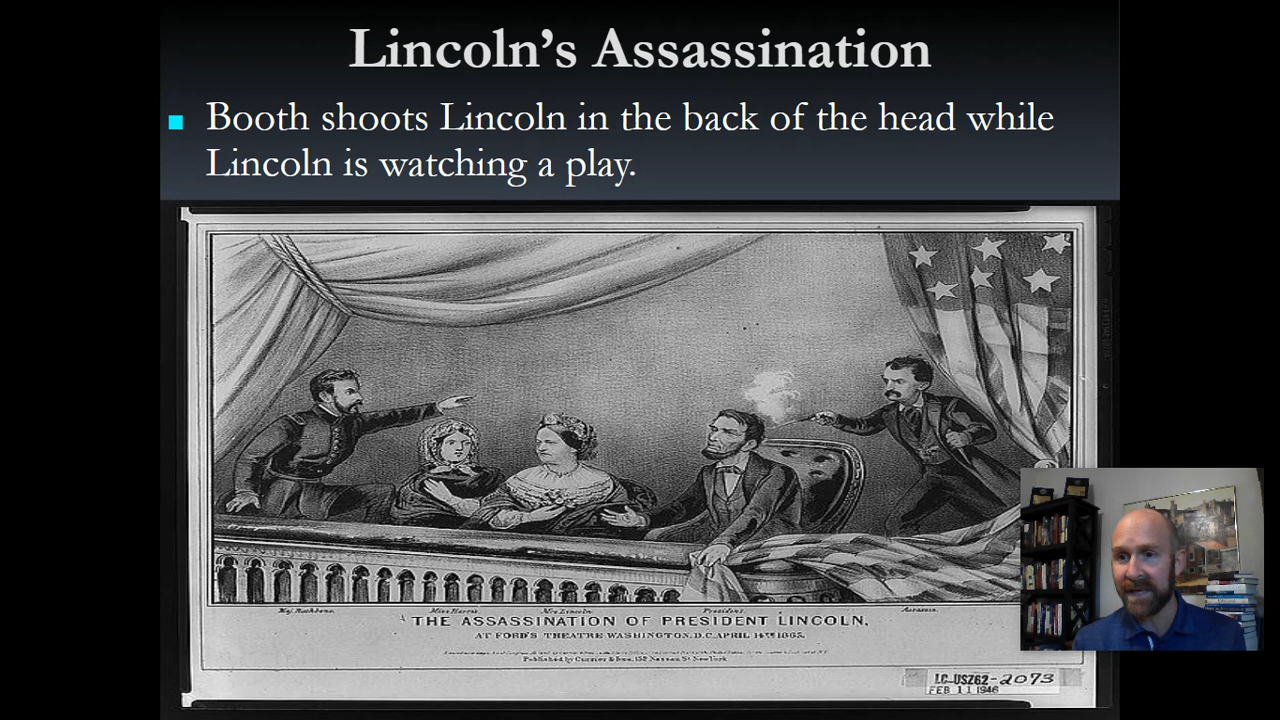 Lincoln's Assassination
■ Booth shoots Lincoln in the back of the head while
Lincoln is watching a play.
Maj. Rathbone. Miss Harris. Mrs. Lincoln. President. Assassin.
THE ASSASSINATION OF PRESIDENT LINCOLN,
AT FORD'S THEATRE WASHINGTON. D.C. APRIL 14TH 1865.
Published by Currier & Ives, 152 Nassau St. New York
LC-USZ62-2073
FEB 11 1946